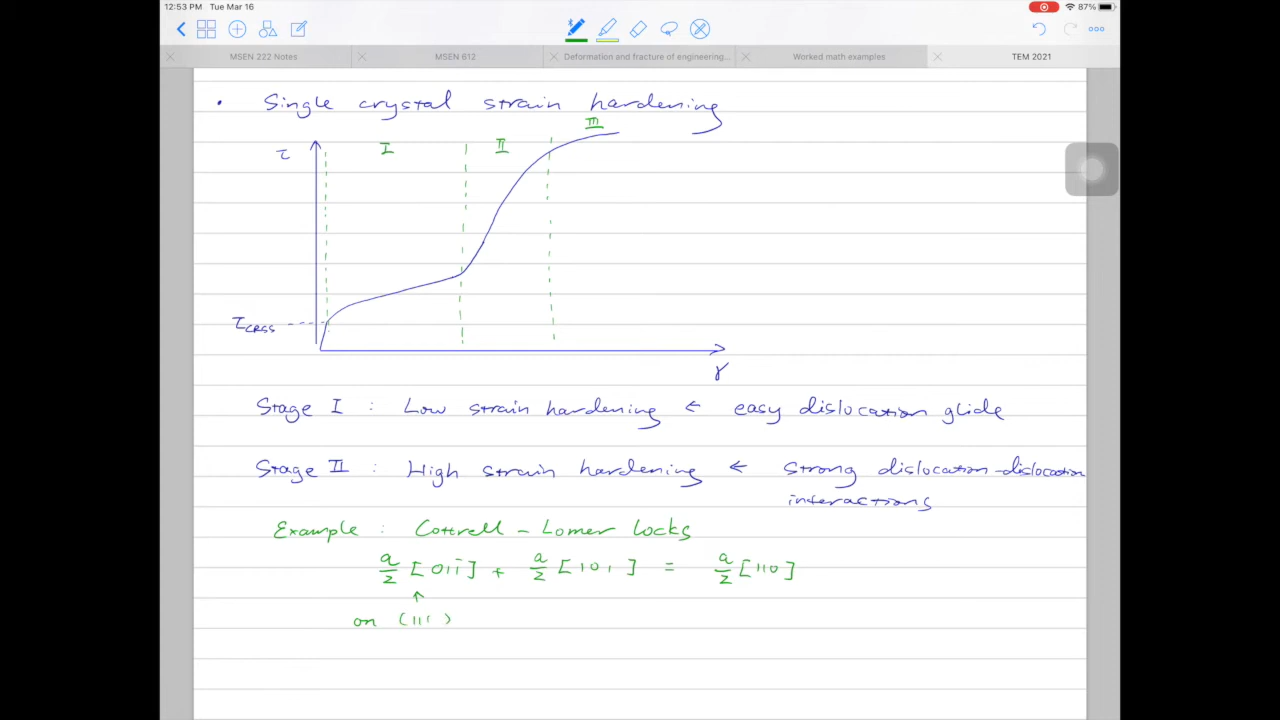 12:53 PM Tue Mar 16
87%
MSEN 222 Notes
MSEN 612
Deformation and fracture of engineering...
Worked math examples
TEM 2021
• Single crystal strain hardening
τ I II III
τCRSS
γ
Stage I : Low strain hardening ← easy dislocation glide
Stage II : High strain hardening ← strong dislocation-dislocation
interactions
Example : Cottrell - Lomer locks
a/2 [011̄] + a/2 [101] = a/2 [110]
↑
on (111)